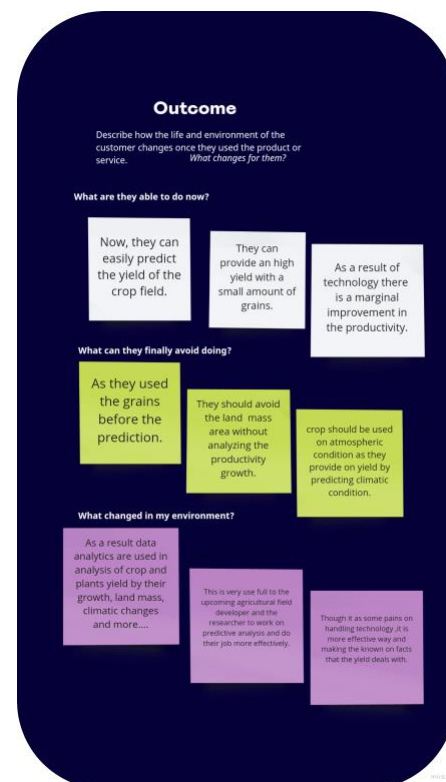 Outcome
Describe how the life and environment of the
customer changes once they used the product or
service. What changes for them?
What are they able to do now?
Now, they can
easily predict
the yield of the
crop field.
They can
provide an high
yield with a
small amount of
grains.
As a result of
technology there
is a marginal
improvement in
the productivity.
What can they finally avoid doing?
As they used
the grains
before the
prediction.
They should avoid
the land mass
area without
analyzing the
productivity
growth.
crop should be used
on atmospheric
condition as they
provide on yield by
predicting climatic
condition.
What changed in my environment?
As a result data
analytics are used in
analysis of crop and
plants yield by their
growth, land mass,
climatic changes
and more....
This is very use full to the
upcoming agricultural field
developer and the
researcher to work on
predictive analysis and do
their job more effectively.
Though it as some pains on
handling technology ,it is
more effective way and
making the known on facts
that the yield deals with.
miro